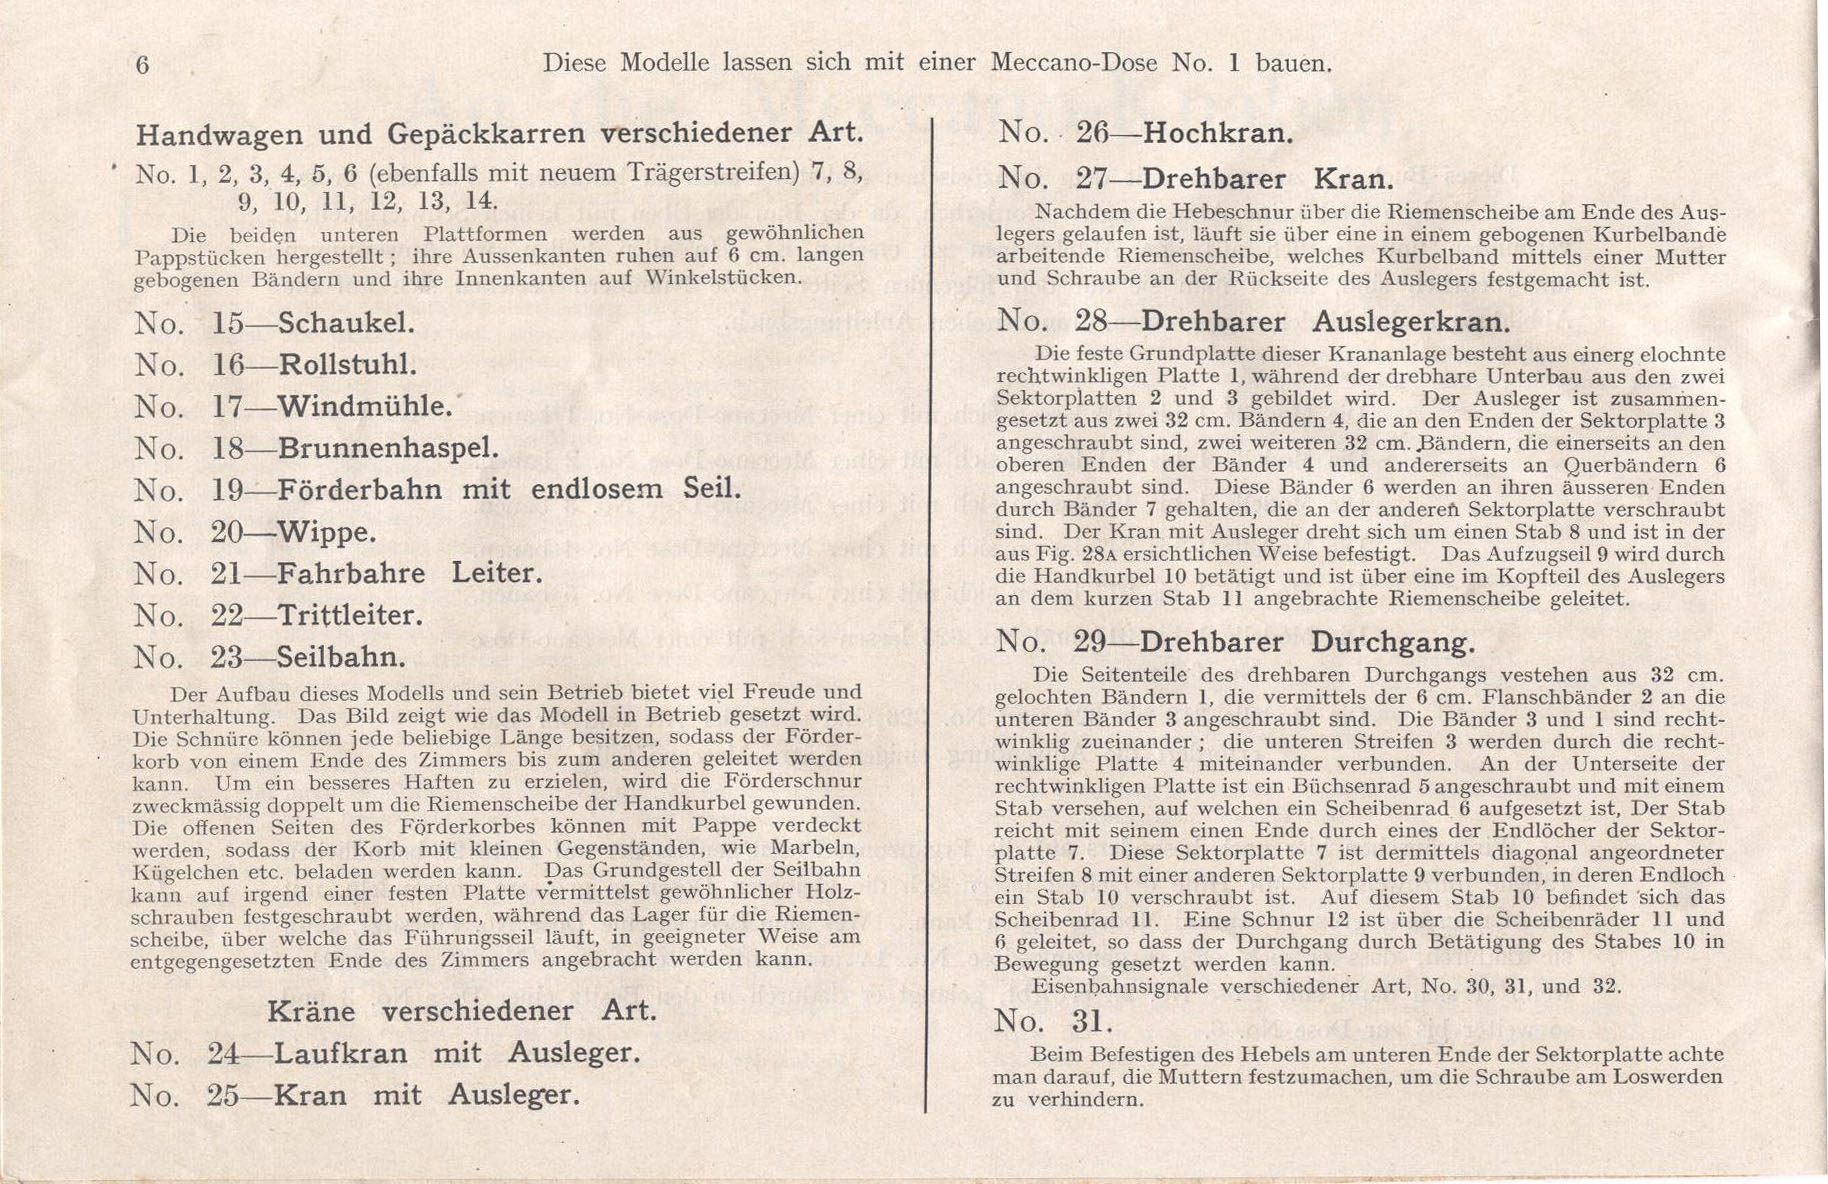 6
Diese Modelle lassen sich mit einer Meccano-Dose No. 1 bauen.
Handwagen und Gepäckkarren verschiedener Art.
No. 1, 2, 3, 4, 5, 6 (ebenfalls mit neuem Trägerstreifen) 7, 8,
9, 10, 11, 12, 13, 14.
Die beiden unteren Plattformen werden aus gewöhnlichen
Pappstücken hergestellt ; ihre Aussenkanten ruhen auf 6 cm. langen
gebogenen Bändern und ihre Innenkanten auf Winkelstücken.
No. 15—Schaukel.
No. 16—Rollstuhl.
No. 17—Windmühle.
No. 18—Brunnenhaspel.
No. 19—Förderbahn mit endlosem Seil.
No. 20—Wippe.
No. 21—Fahrbahre Leiter.
No. 22—Trittleiter.
No. 23—Seilbahn.
Der Aufbau dieses Modells und sein Betrieb bietet viel Freude und
Unterhaltung. Das Bild zeigt wie das Modell in Betrieb gesetzt wird.
Die Schnüre können jede beliebige Länge besitzen, sodass der Förder-
korb von einem Ende des Zimmers bis zum anderen geleitet werden
kann. Um ein besseres Haften zu erzielen, wird die Förderschnur
zweckmässig doppelt um die Riemenscheibe der Handkurbel gewunden.
Die offenen Seiten des Förderkorbes können mit Pappe verdeckt
werden, sodass der Korb mit kleinen Gegenständen, wie Marbeln,
Kügelchen etc. beladen werden kann. Das Grundgestell der Seilbahn
kann auf irgend einer festen Platte vermittelst gewöhnlicher Holz-
schrauben festgeschraubt werden, während das Lager für die Riemen-
scheibe, über welche das Führungsseil läuft, in geeigneter Weise am
entgegengesetzten Ende des Zimmers angebracht werden kann.
Kräne verschiedener Art.
No. 24—Laufkran mit Ausleger.
No. 25—Kran mit Ausleger.
No. 26—Hochkran.
No. 27—Drehbarer Kran.
Nachdem die Hebeschnur über die Riemenscheibe am Ende des Aus-
legers gelaufen ist, läuft sie über eine in einem gebogenen Kurbelbande
arbeitende Riemenscheibe, welches Kurbelband mittels einer Mutter
und Schraube an der Rückseite des Auslegers festgemacht ist.
No. 28—Drehbarer Auslegerkran.
Die feste Grundplatte dieser Krananlage besteht aus einerg elochnte
rechtwinkligen Platte 1, während der drebhare Unterbau aus den zwei
Sektorplatten 2 und 3 gebildet wird. Der Ausleger ist zusammen-
gesetzt aus zwei 32 cm. Bändern 4, die an den Enden der Sektorplatte 3
angeschraubt sind, zwei weiteren 32 cm. Bändern, die einerseits an den
oberen Enden der Bänder 4 und andererseits an Querbändern 6
angeschraubt sind. Diese Bänder 6 werden an ihren äusseren Enden
durch Bänder 7 gehalten, die an der anderen Sektorplatte verschraubt
sind. Der Kran mit Ausleger dreht sich um einen Stab 8 und ist in der
aus Fig. 28A ersichtlichen Weise befestigt. Das Aufzugseil 9 wird durch
die Handkurbel 10 betätigt und ist über eine im Kopfteil des Auslegers
an dem kurzen Stab 11 angebrachte Riemenscheibe geleitet.
No. 29—Drehbarer Durchgang.
Die Seitenteile des drehbaren Durchgangs vestehen aus 32 cm.
gelochten Bändern 1, die vermittels der 6 cm. Flanschbänder 2 an die
unteren Bänder 3 angeschraubt sind. Die Bänder 3 und 1 sind recht-
winklig zueinander ; die unteren Streifen 3 werden durch die recht-
winklige Platte 4 miteinander verbunden. An der Unterseite der
rechtwinkligen Platte ist ein Büchsenrad 5 angeschraubt und mit einem
Stab versehen, auf welchen ein Scheibenrad 6 aufgesetzt ist, Der Stab
reicht mit seinem einen Ende durch eines der Endlöcher der Sektor-
platte 7. Diese Sektorplatte 7 ist dermittels diagonal angeordneter
Streifen 8 mit einer anderen Sektorplatte 9 verbunden, in deren Endloch
ein Stab 10 verschraubt ist. Auf diesem Stab 10 befindet sich das
Scheibenrad 11. Eine Schnur 12 ist über die Scheibenräder 11 und
6 geleitet, so dass der Durchgang durch Betätigung des Stabes 10 in
Bewegung gesetzt werden kann.
Eisenbahnsignale verschiedener Art, No. 30, 31, und 32.
No. 31.
Beim Befestigen des Hebels am unteren Ende der Sektorplatte achte
man darauf, die Muttern festzumachen, um die Schraube am Loswerden
zu verhindern.